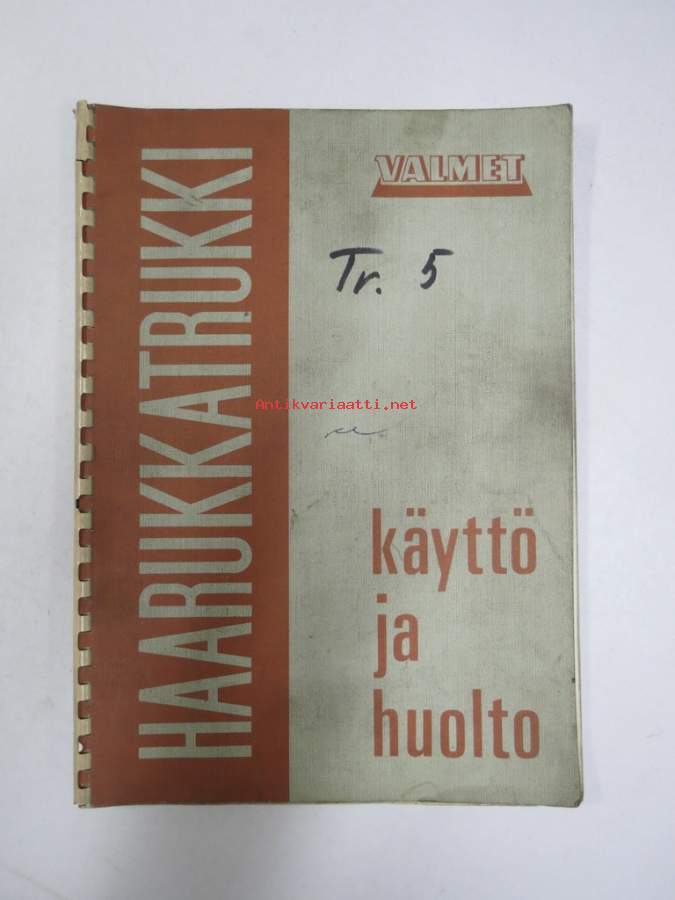 HAARUKKATRUKKI
VALMET
Tr. 5
Antikvariaatti.net
käyttö
ja
huolto